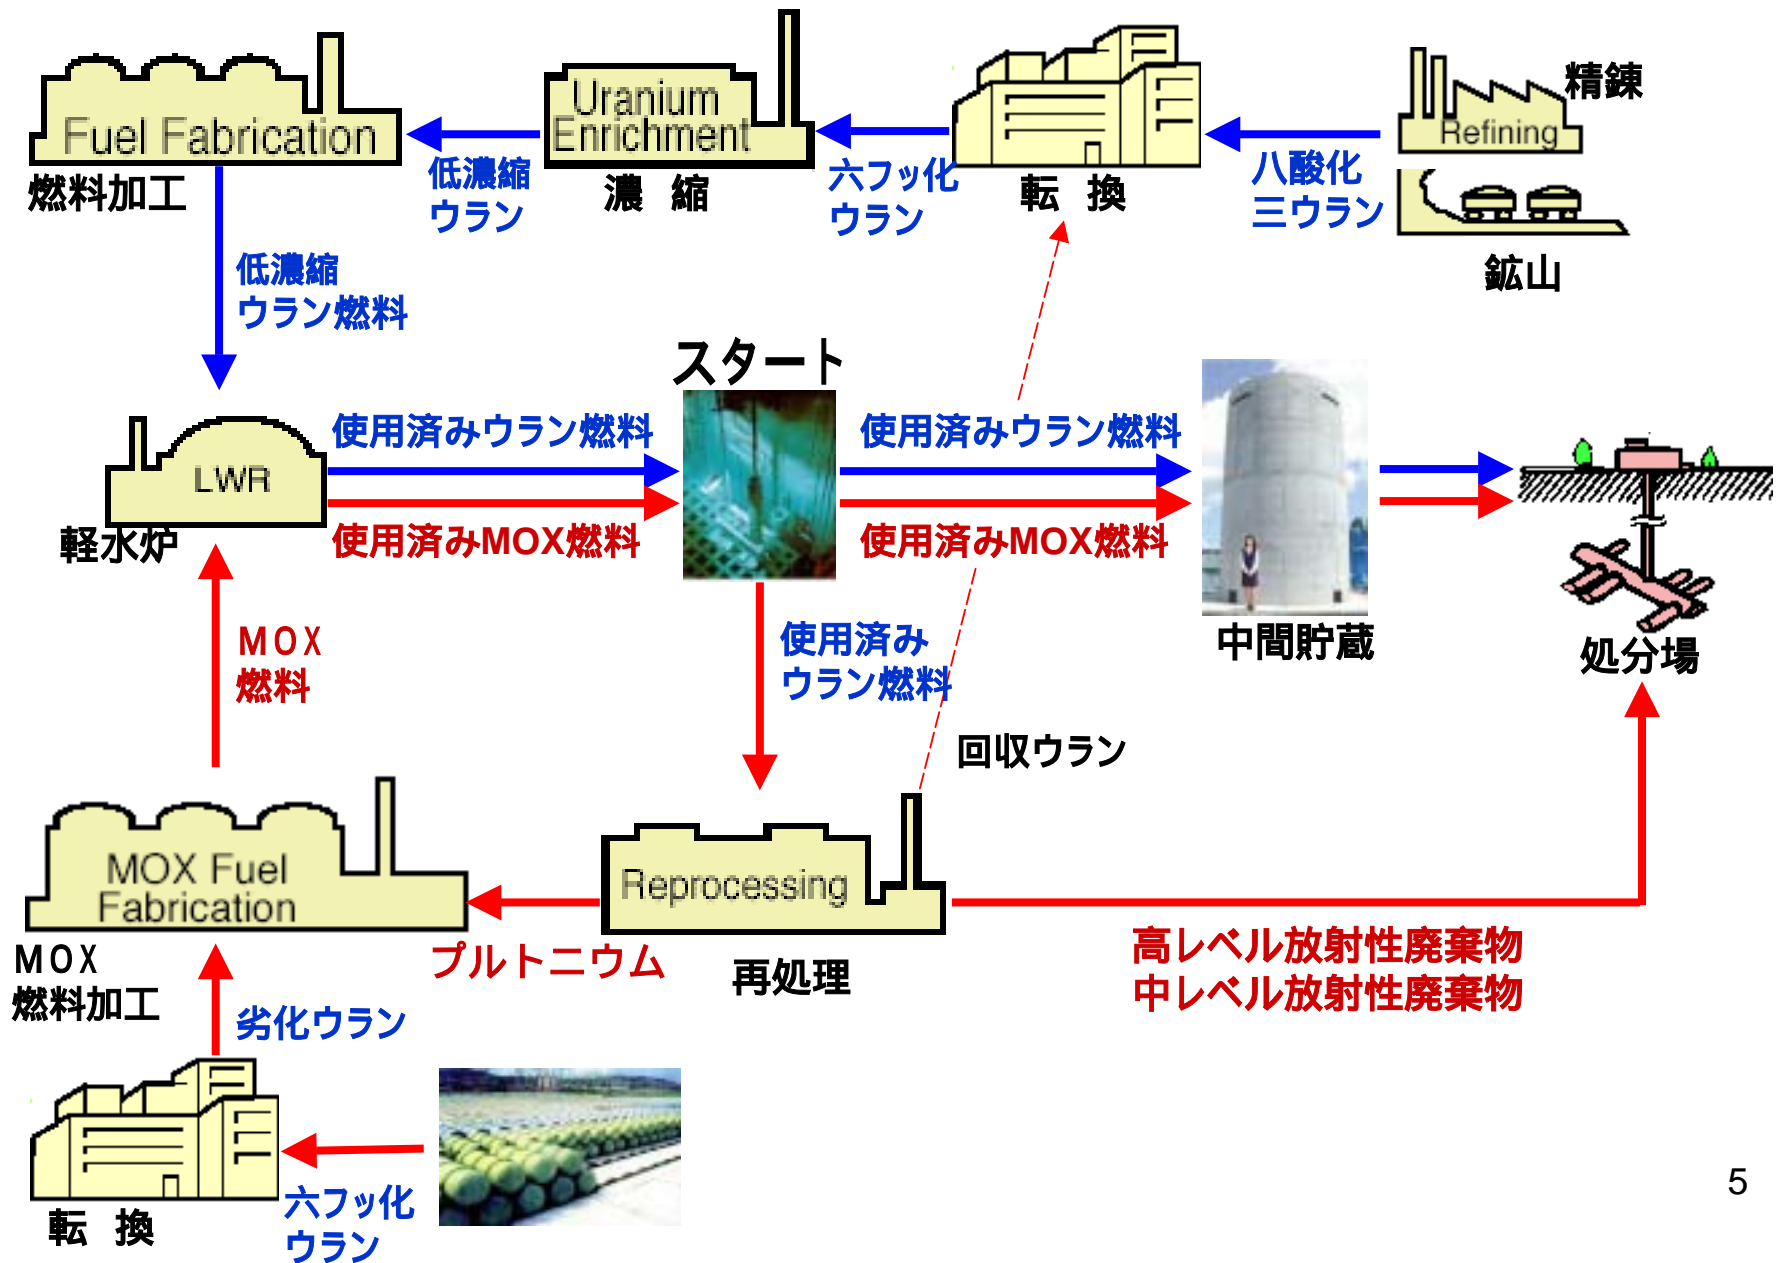 Fuel Fabrication
燃料加工
低濃縮
ウラン
Uranium
Enrichment
濃 縮
六フッ化
ウラン
転 換
八酸化
三ウラン
精錬
Refining
鉱山
低濃縮
ウラン燃料
スタート
LWR
軽水炉
使用済みウラン燃料
使用済みMOX燃料
使用済みウラン燃料
使用済みMOX燃料
中間貯蔵
処分場
MOX
燃料
使用済み
ウラン燃料
回収ウラン
MOX Fuel
Fabrication
MOX
燃料加工
プルトニウム
Reprocessing
再処理
高レベル放射性廃棄物
中レベル放射性廃棄物
劣化ウラン
転 換
六フッ化
ウラン
5